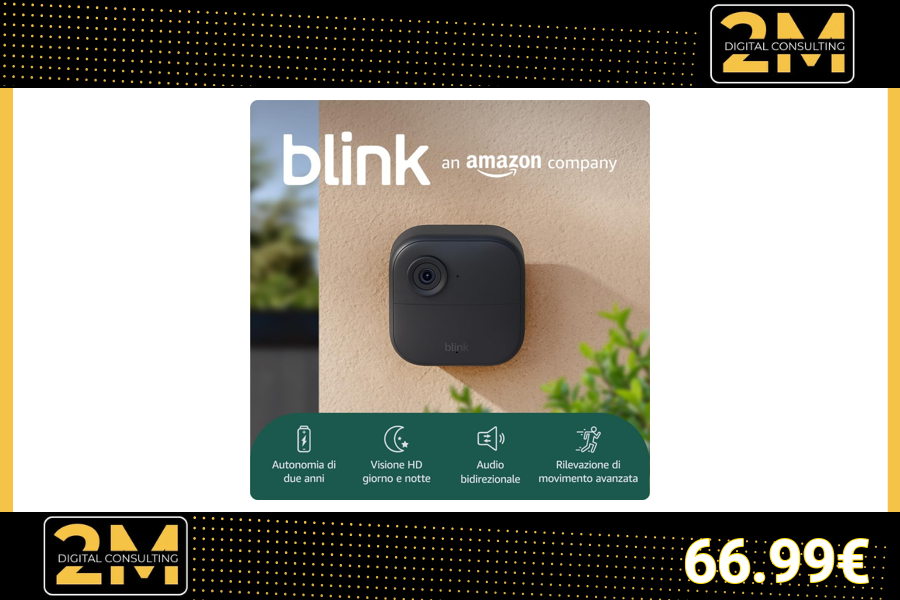 2M
DIGITAL CONSULTING
blink an amazon company
blink
Autonomia di
due anni
Visione HD
giorno e notte
Audio
bidirezionale
Rilevazione di
movimento avanzata
2M
DIGITAL CONSULTING
66.99€